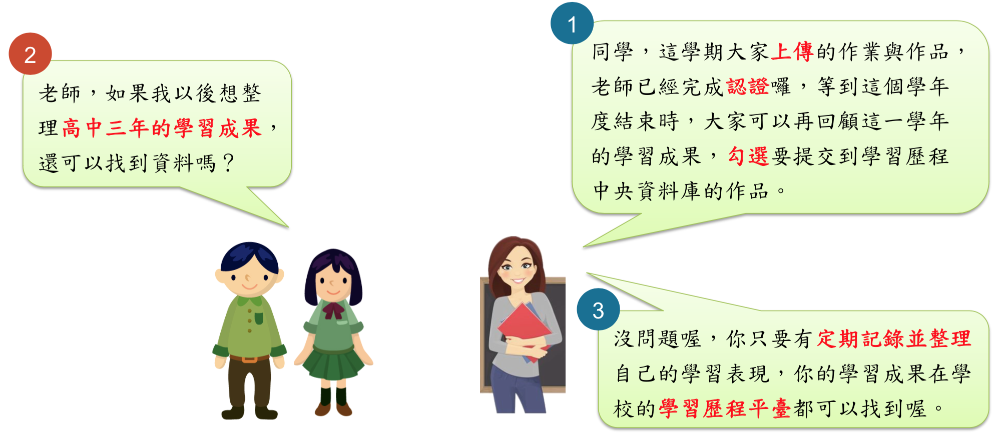 1
同學，這學期大家上傳的作業與作品，
老師已經完成認證囉，等到這個學年
度結束時，大家可以再回顧這一學年
的學習成果，勾選要提交到學習歷程
中央資料庫的作品。
2
老師，如果我以後想整
理高中三年的學習成果，
還可以找到資料嗎？
3
沒問題喔，你只要有定期記錄並整理
自己的學習表現，你的學習成果在學
校的學習歷程平臺都可以找到喔。